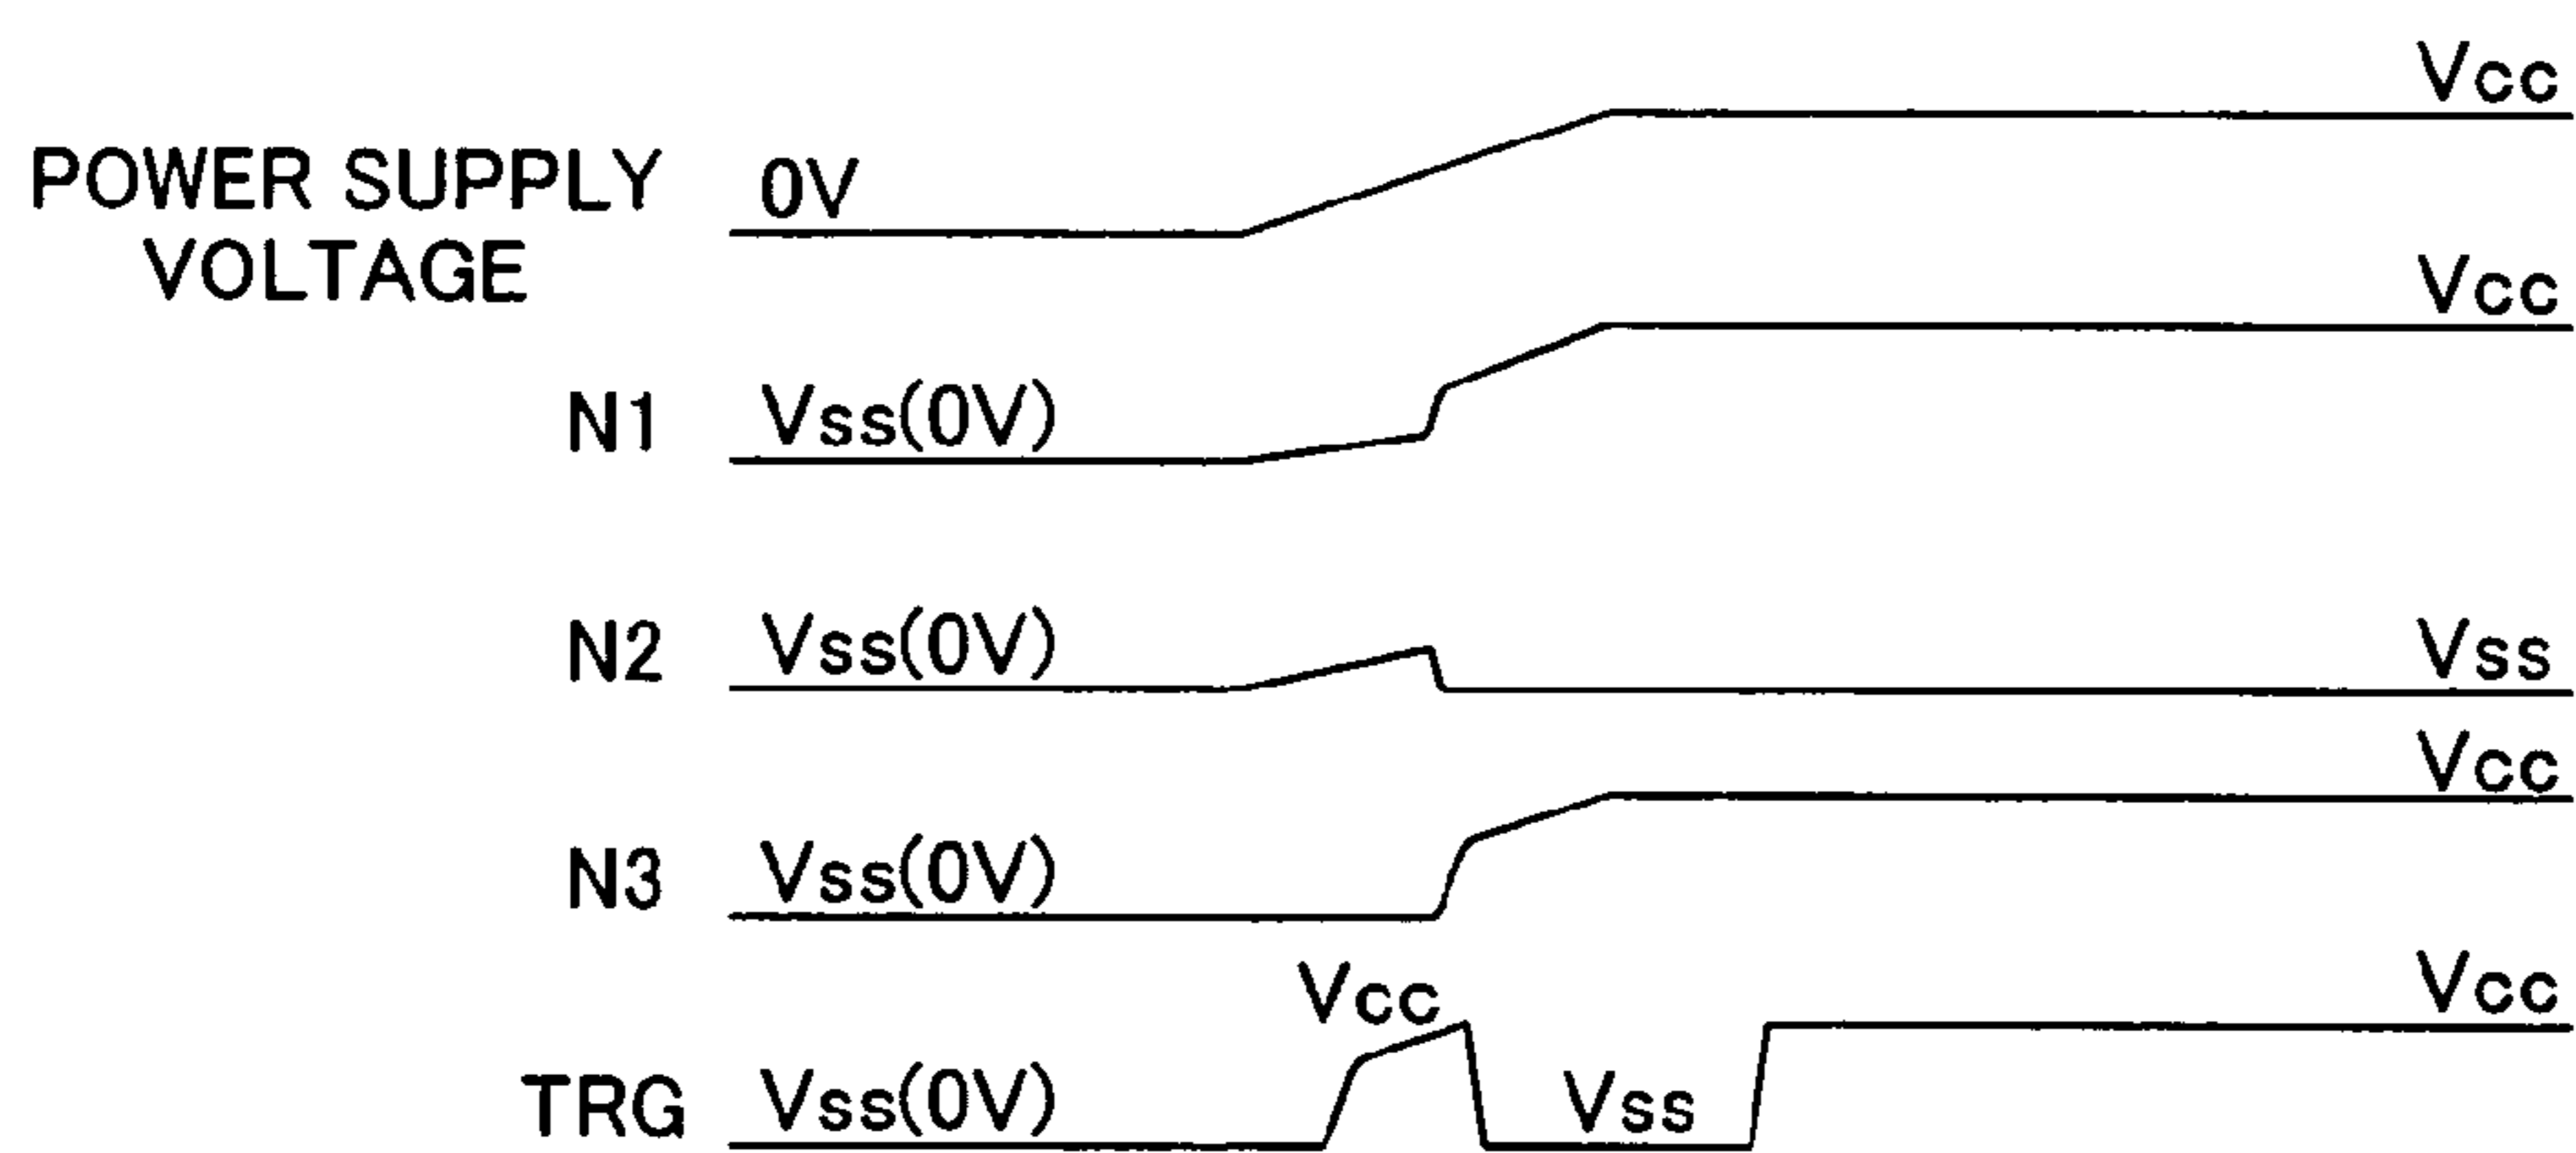 Vcc
POWER SUPPLY 0V
VOLTAGE
Vcc
N1 Vss(0V)
N2 Vss(0V) Vss
Vcc
N3 Vss(0V)
Vcc Vcc
TRG Vss(0V) Vss